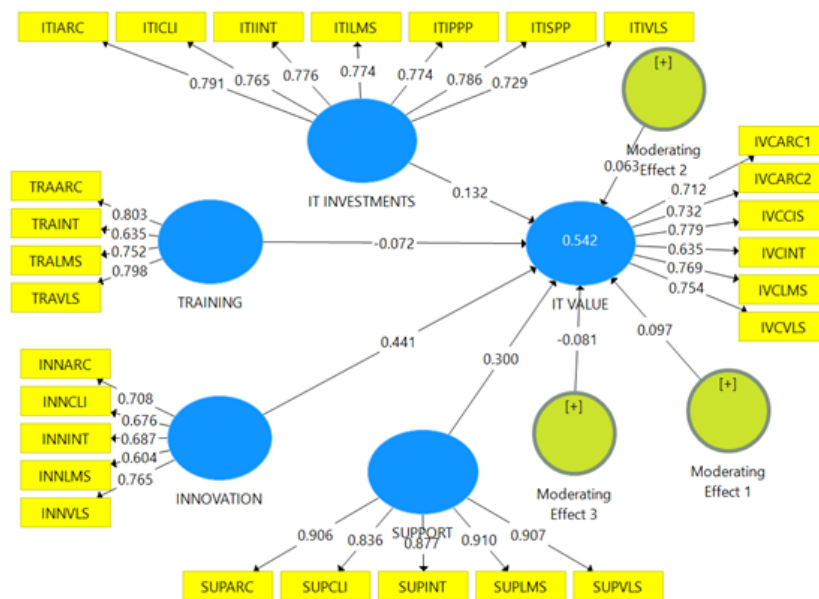 ITIARC
ITICLI
ITIINT
ITILMS
ITIPPP
ITISPP
ITIVLS
0.791
0.765
0.776
0.774
0.774
0.786
0.729
[+]
Moderating
Effect 2
0.063
IT INVESTMENTS
0.132
TRAARC
TRAINT
TRALMS
TRAVLS
0.803
0.635
0.752
0.798
TRAINING
-0.072
0.542
IT VALUE
0.712
0.732
0.779
0.635
0.769
0.754
IVCARC1
IVCARC2
IVCCIS
IVCINT
IVCLMS
IVCVLS
0.441
0.300
-0.081
0.097
INNARC
INNCLI
INNINT
INNLMS
INNVLS
0.708
0.676
0.687
0.604
0.765
INNOVATION
[+]
Moderating
Effect 3
[+]
Moderating
Effect 1
SUPPORT
0.906
0.836
0.877
0.910
0.907
SUPARC
SUPCLI
SUPINT
SUPLMS
SUPVLS